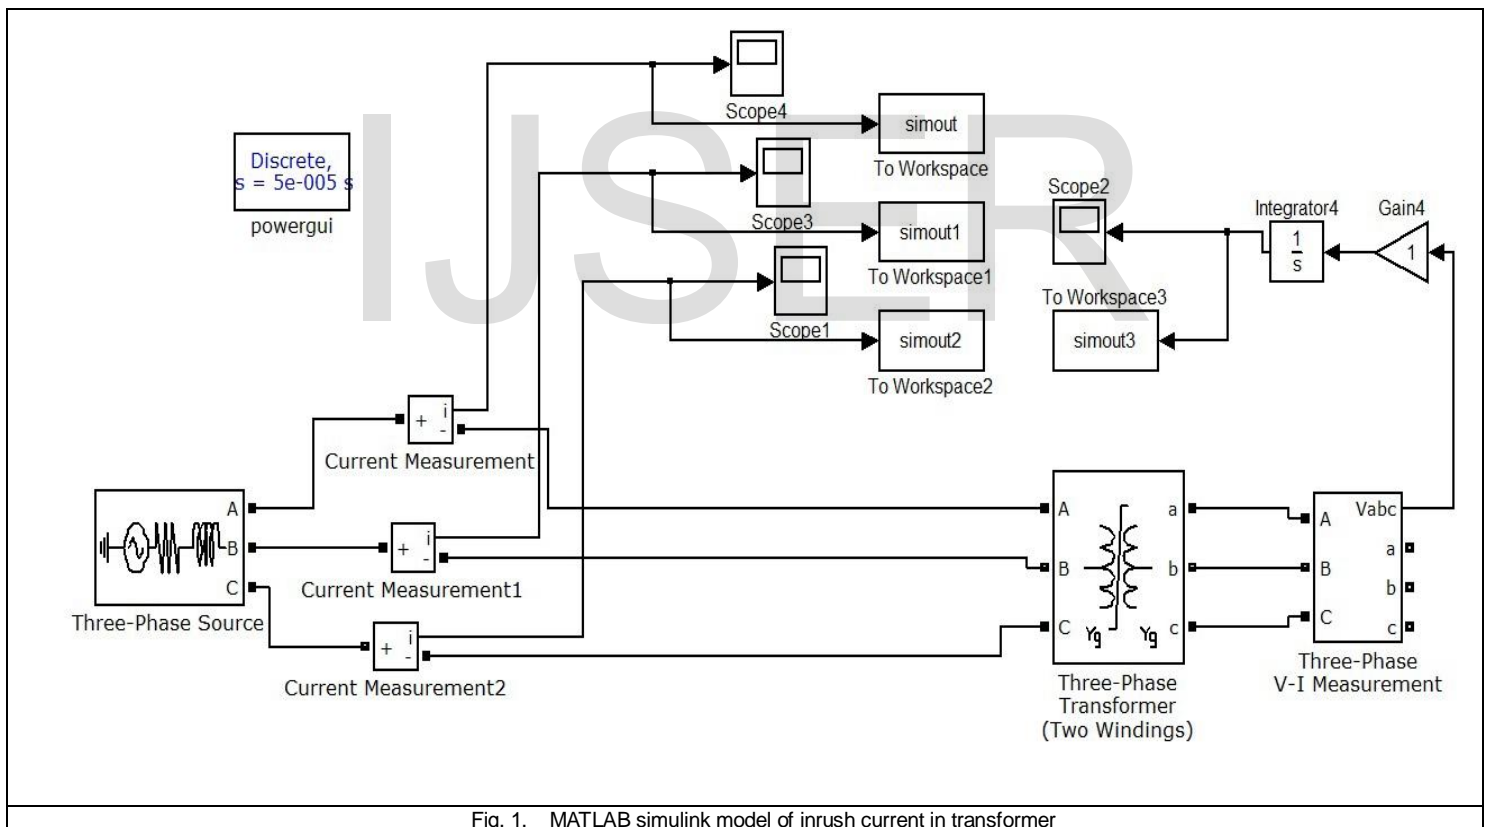 IJSER
Scope4
simout
To Workspace
Discrete,
s = 5e-005 s
powergui
Scope3
simout1
To Workspace1
Scope2
Integrator4
Gain4
1
s
1
Scope1
simout2
To Workspace2
To Workspace3
simout3
+ i
-
Current Measurement
A
B
C
Three-Phase Source
+ i
-
Current Measurement1
+ i
-
Current Measurement2
A a
B b
C c
Yg Yg
Three-Phase
Transformer
(Two Windings)
Vabc
A
a
B
b
C
c
Three-Phase
V-I Measurement
Fig. 1. MATLAB simulink model of inrush current in transformer